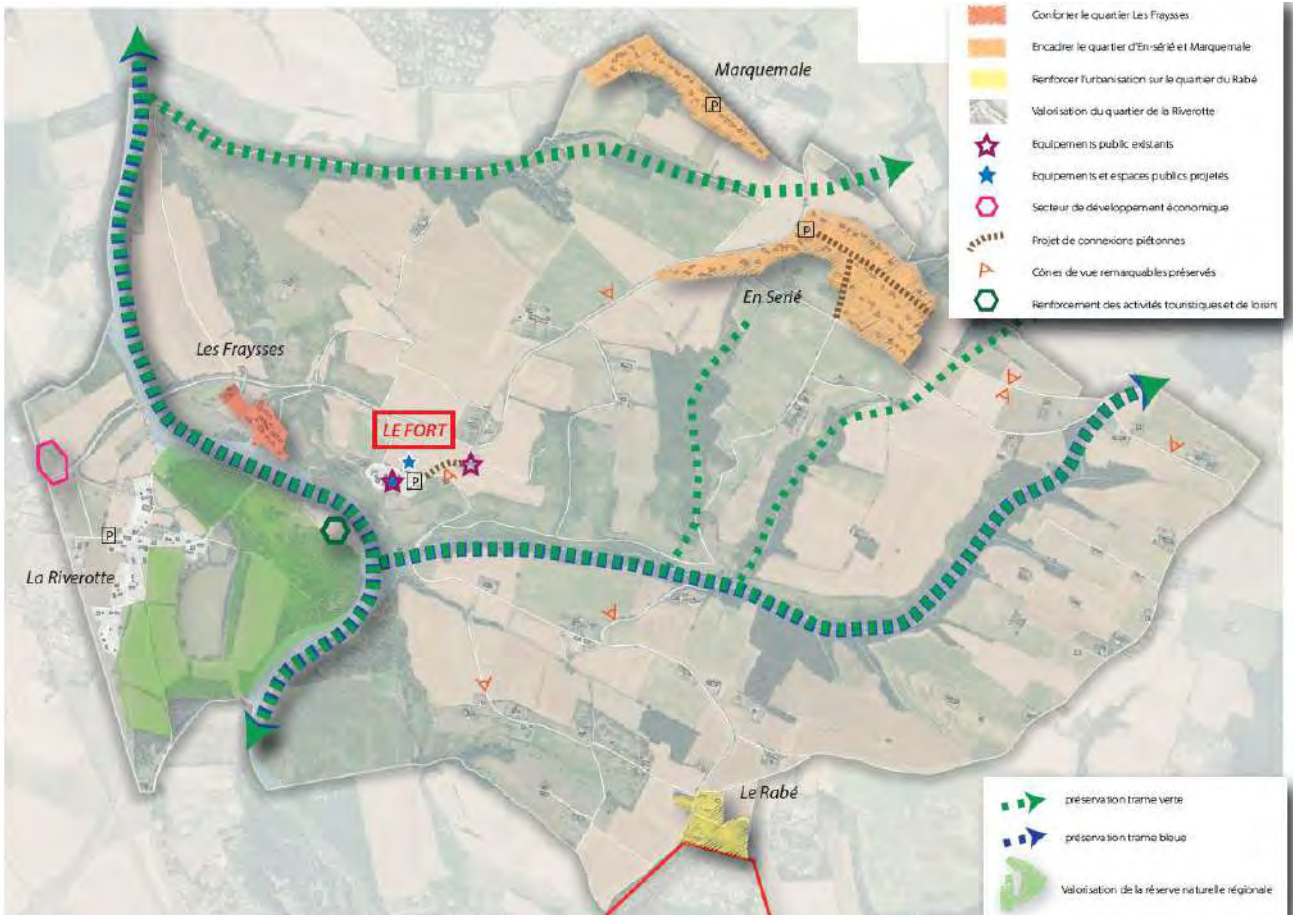 Conforter le quartier Les Fraysses
Encadrer le quartier d'En-sérié et Marquemale
Renforcer l'urbanisation sur le quartier du Rabé
Valorisation du quartier de la Riverotte
Equipements public existants
Equipements et espaces publics projetés
Secteur de développement économique
Projet de connexions piétonnes
Cônes de vue remarquables préservés
Renforcement des activités touristiques et de loisirs
Marquemale
P
P
En Serié
Les Fraysses
LE FORT
P
P
La Riverotte
Le Rabé
préservation trame verte
préservation trame bleue
Valorisation de la réserve naturelle régionale